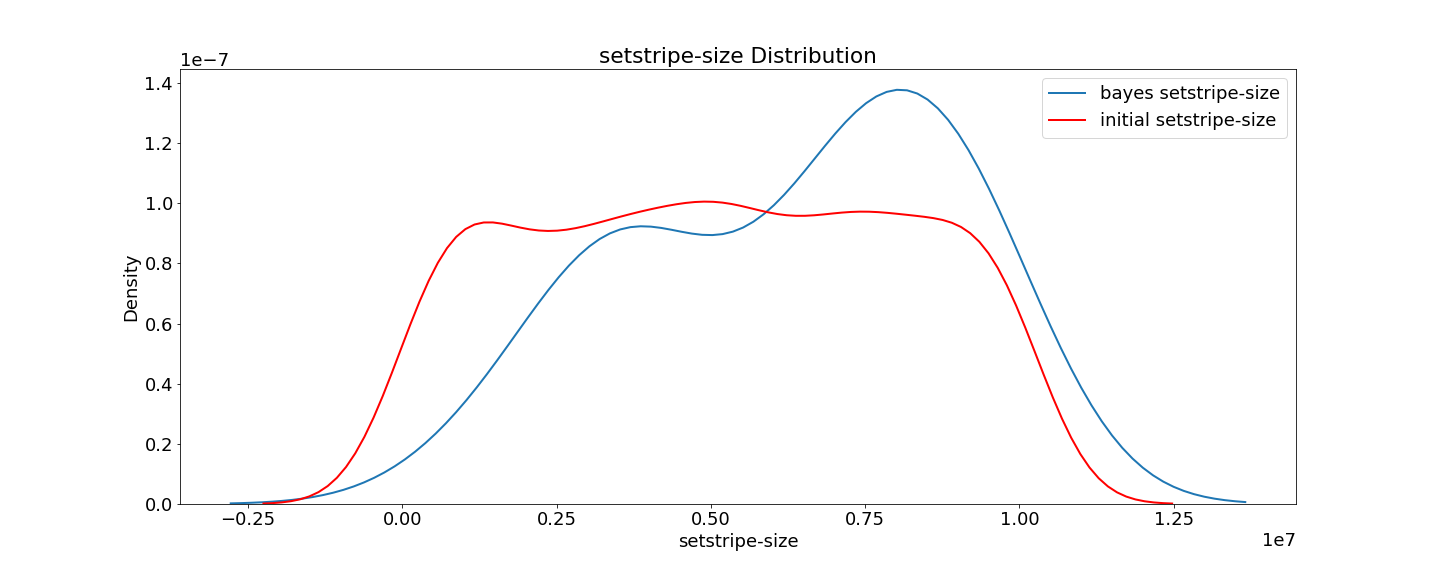 setstripe-size Distribution
1e−7
bayes setstripe-size
initial setstripe-size
1.4
1.2
1.0
0.8
0.6
0.4
0.2
0.0
Density
−0.25
0.00
0.25
0.50
0.75
1.00
1.25
setstripe-size
1e7